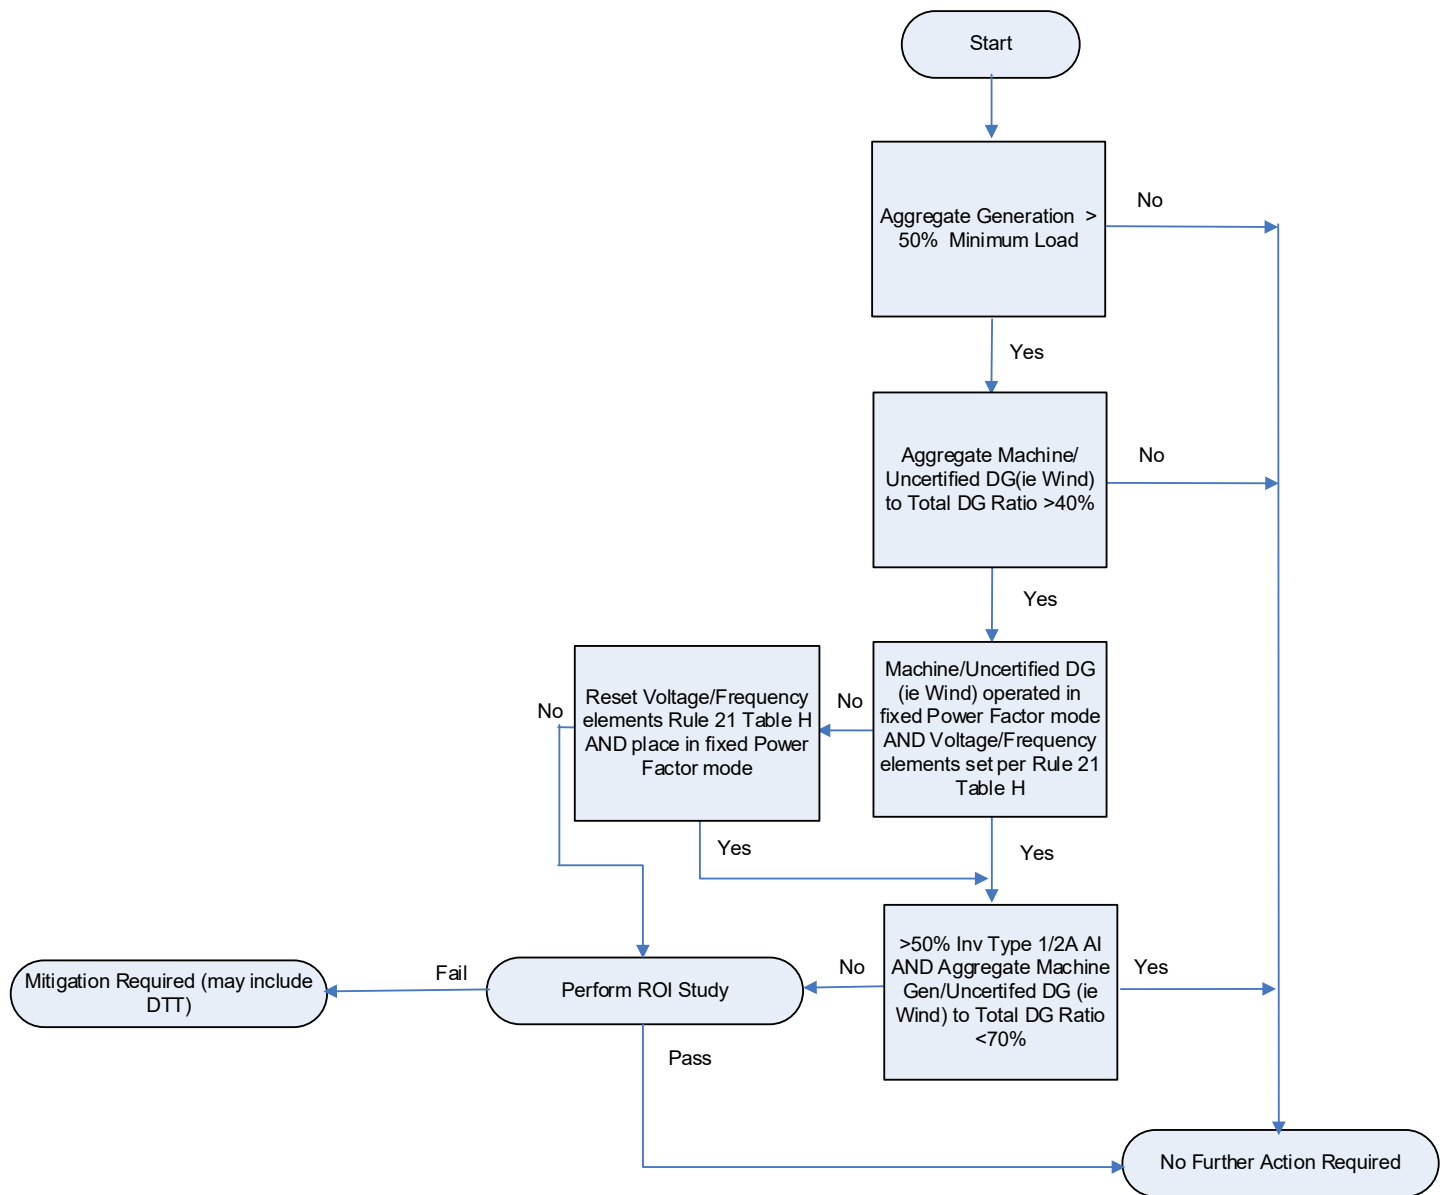 Start
Aggregate Generation >
50% Minimum Load
No
Yes
Aggregate Machine/
Uncertified DG(ie Wind)
to Total DG Ratio >40%
No
Yes
Machine/Uncertified DG
(ie Wind) operated in
fixed Power Factor mode
AND Voltage/Frequency
elements set per Rule 21
Table H
No
Reset Voltage/Frequency
elements Rule 21 Table H
AND place in fixed Power
Factor mode
No
Yes
Yes
>50% Inv Type 1/2A AI
AND Aggregate Machine
Gen/Uncertifed DG (ie
Wind) to Total DG Ratio
<70%
Yes
No
Perform ROI Study
Fail
Mitigation Required (may include
DTT)
Pass
No Further Action Required